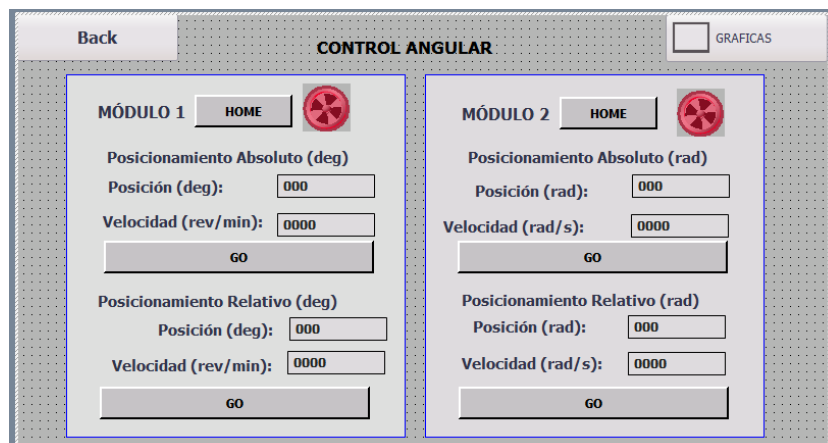 Back
CONTROL ANGULAR
GRAFICAS
MÓDULO 1 HOME
Posicionamiento Absoluto (deg)
Posición (deg): 000
Velocidad (rev/min): 0000
GO
Posicionamiento Relativo (deg)
Posición (deg): 000
Velocidad (rev/min): 0000
GO
MÓDULO 2 HOME
Posicionamiento Absoluto (rad)
Posición (rad): 000
Velocidad (rad/s): 0000
GO
Posicionamiento Relativo (rad)
Posición (rad): 000
Velocidad (rad/s): 0000
GO